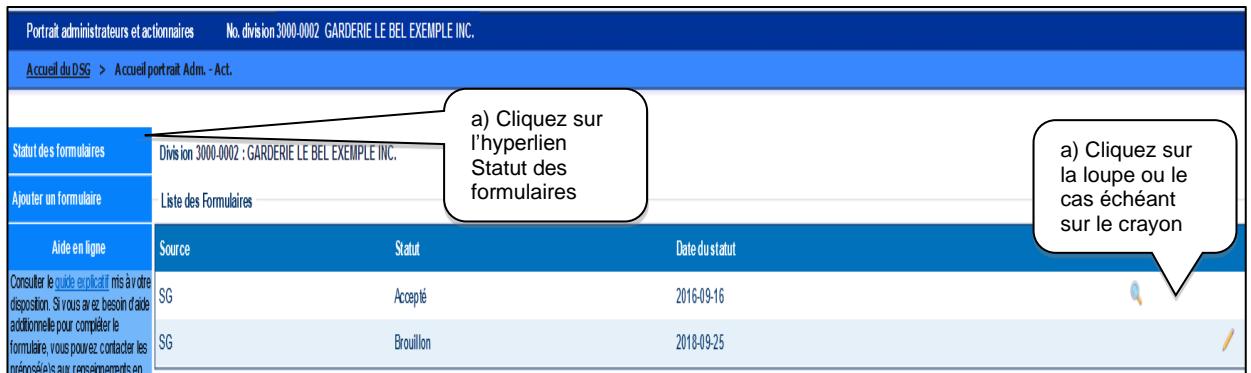 Portrait administrateurs et actionnaires No. division 3000-0002 GARDERIE LE BEL EXEMPLE INC.
Accueil du DSG > Accueil portrait Adm. - Act.
a) Cliquez sur
l'hyperlien
Statut des
formulaires
a) Cliquez sur
la loupe ou le
cas échéant
sur le crayon
Statut des formulaires
Division 3000-0002 : GARDERIE LE BEL EXEMPLE INC.
Ajouter un formulaire
Liste des Formulaires
Aide en ligne
Source Statut Date du statut
Consulter le guide explicatif mis à votre
disposition. Si vous avez besoin d'aide
additionnelle pour compléter le
formulaire, vous pouvez contacter les
préposé(e)s aux renseignements en
SG Accepté 2016-09-16
SG Brouillon 2018-09-25